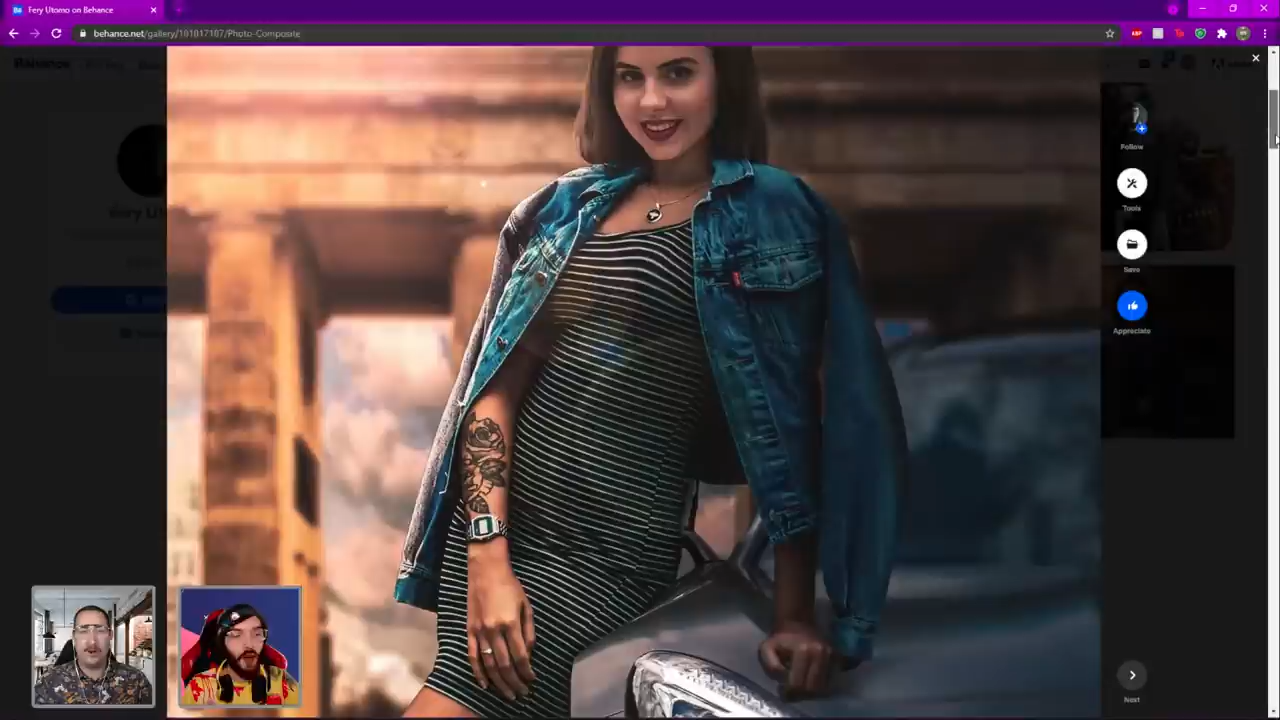 Fery Utomo on Behance
behance.net/gallery/101017107/Photo-Composite
Follow
Tools
Save
Appreciate
Next